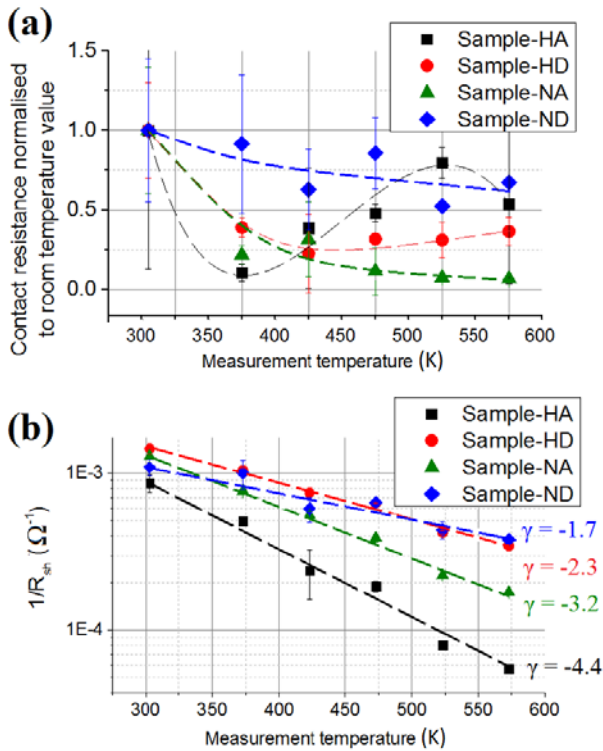 (a)
Contact resistance normalised
to room temperature value
1.5
1.0
0.5
0.0
Sample-HA
Sample-HD
Sample-NA
Sample-ND
300 350 400 450 500 550 600
Measurement temperature (K)
(b)
1/R_sh (Ω⁻¹)
1E-3
1E-4
Sample-HA
Sample-HD
Sample-NA
Sample-ND
γ = -1.7
γ = -2.3
γ = -3.2
γ = -4.4
300 350 400 450 500 550 600
Measurement temperature (K)